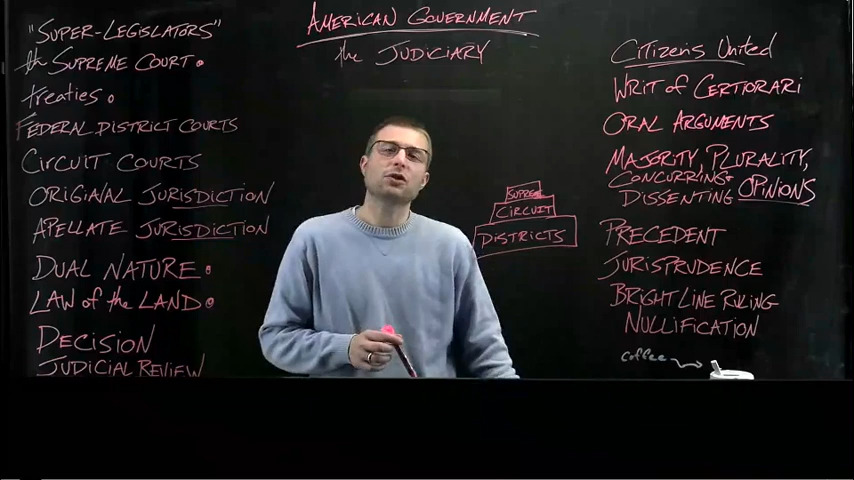 AMERICAN GOVERNMENT
the JUDICIARY
"SUPER-LEGISLATORS"
the SUPREME COURT
treaties
FEDERAL DISTRICT COURTS
CIRCUIT COURTS
ORIGINAL JURISDICTION
APELLATE JURISDICTION
DUAL NATURE
LAW of the LAND
DECISION
JUDICIAL REVIEW
SUPREME
CIRCUIT
DISTRICTS
Citizens United
WRIT of CERTIORARI
ORAL ARGUMENTS
MAJORITY, PLURALITY,
CONCURRING +
DISSENTING OPINIONS
PRECEDENT
JURISPRUDENCE
BRIGHT LINE RULING
NULLIFICATION
coffee